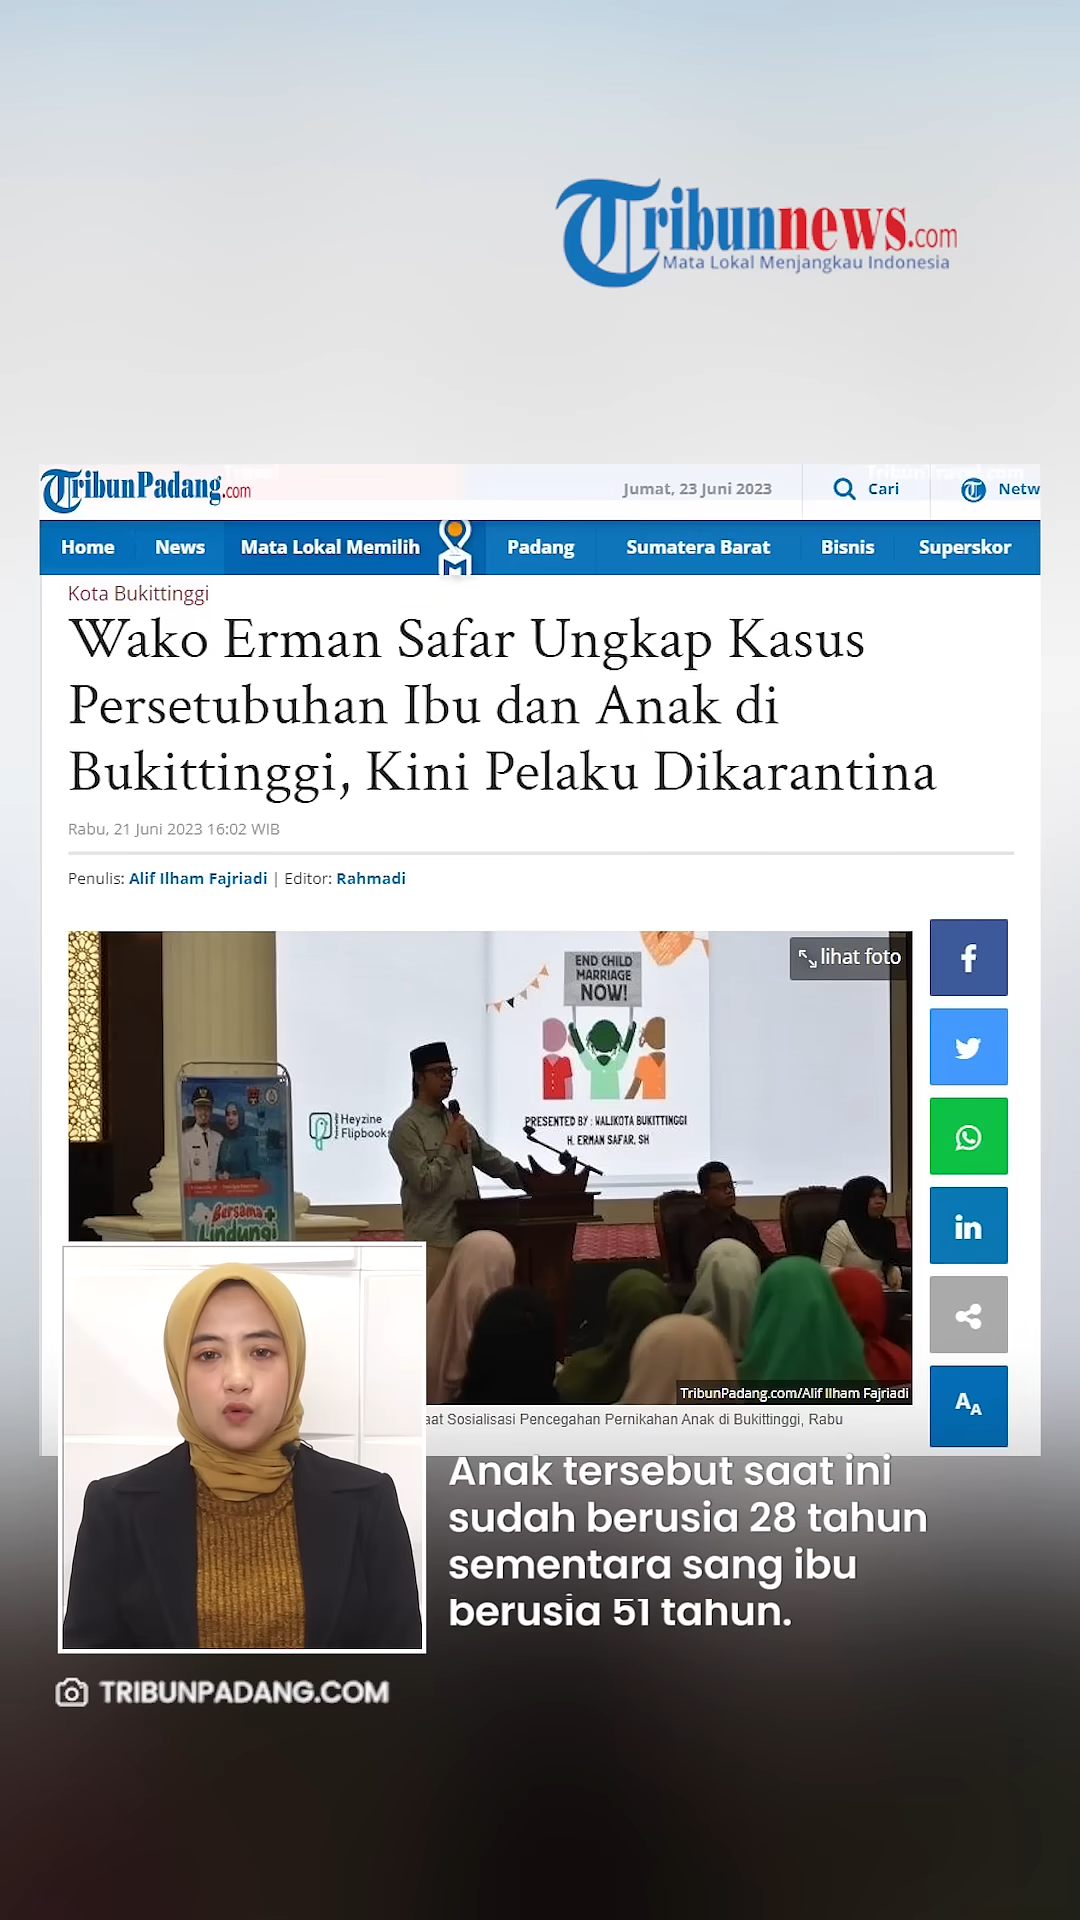 Tribunnews.com
Mata Lokal Menjangkau Indonesia
TribunPadang.com
Jumat, 23 Juni 2023
Cari
Netw
Home
News
Mata Lokal Memilih
M
Padang
Sumatera Barat
Bisnis
Superskor
Kota Bukittinggi
Wako Erman Safar Ungkap Kasus
Persetubuhan Ibu dan Anak di
Bukittinggi, Kini Pelaku Dikarantina
Rabu, 21 Juni 2023 16:02 WIB
Penulis: Alif Ilham Fajriadi | Editor: Rahmadi
lihat foto
END CHILD
MARRIAGE
NOW!
Heyzine
Flipbook
PRESENTED BY : WALIKOTA BUKITTINGGI
H. ERMAN SAFAR, SH
Bersama
Lindungi
TribunPadang.com/Alif Ilham Fajriadi
aat Sosialisasi Pencegahan Pernikahan Anak di Bukittinggi, Rabu
AA
Anak tersebut saat ini
sudah berusia 28 tahun
sementara sang ibu
berusia 51 tahun.
TRIBUNPADANG.COM